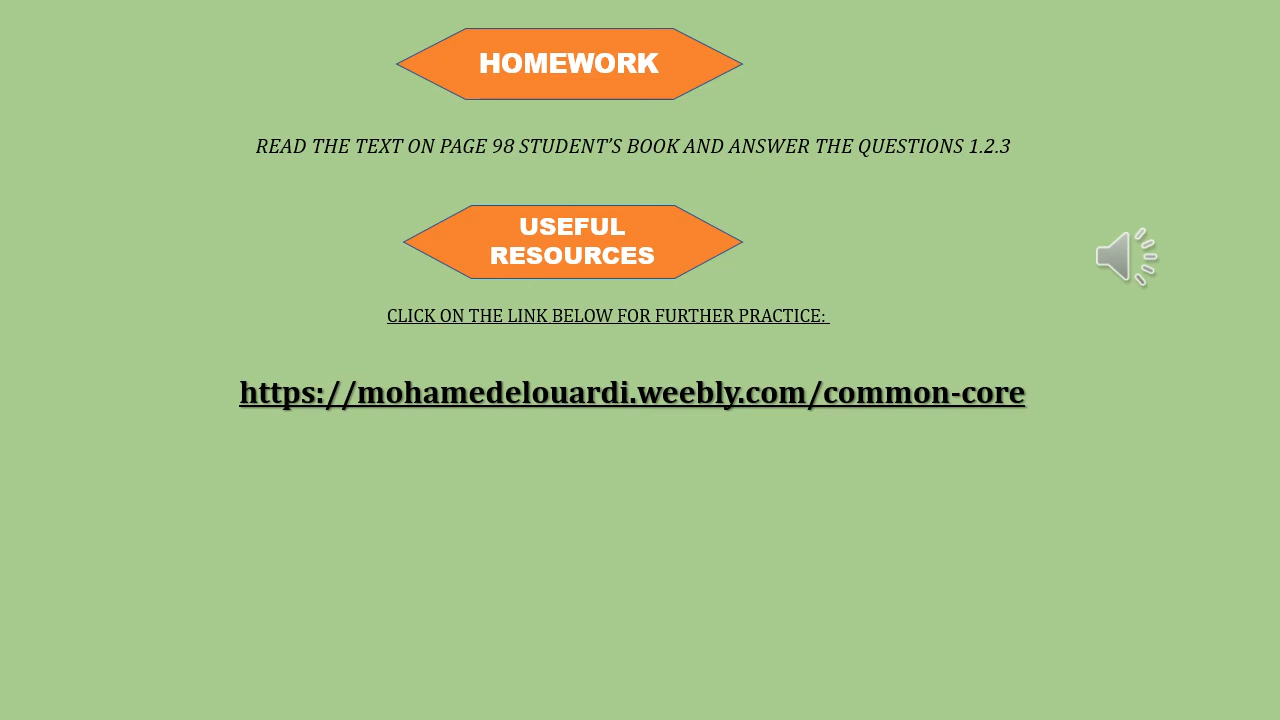 HOMEWORK
READ THE TEXT ON PAGE 98 STUDENT’S BOOK AND ANSWER THE QUESTIONS 1.2.3
USEFUL
RESOURCES
CLICK ON THE LINK BELOW FOR FURTHER PRACTICE:
https://mohamedelouardi.weebly.com/common-core